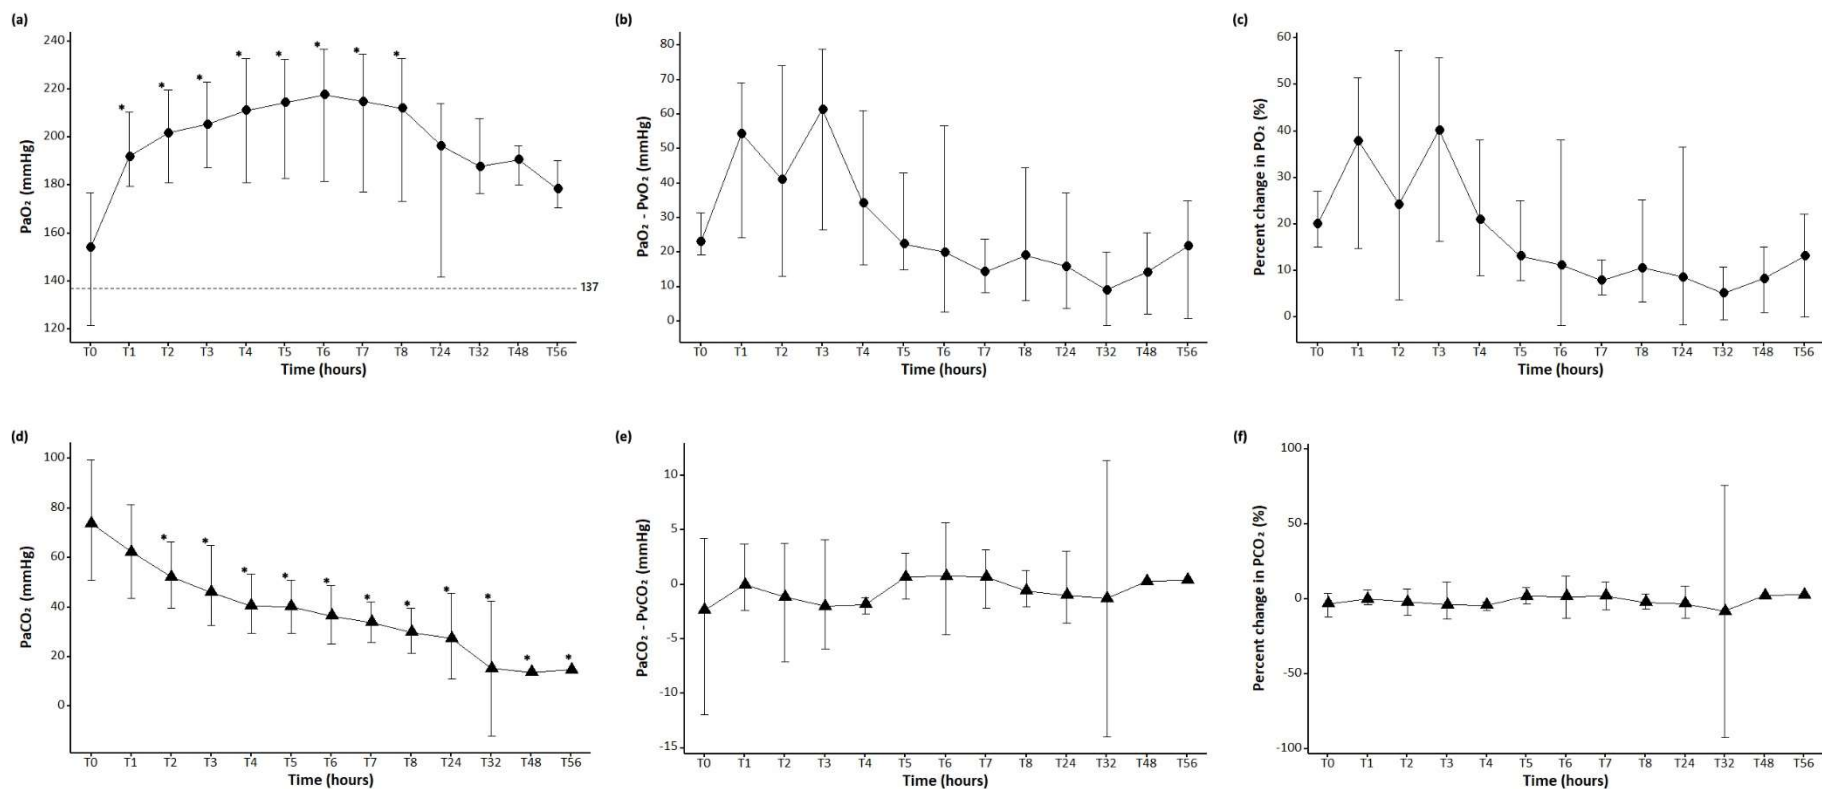 (a)
PaO₂ (mmHg)
240
220
200
180
160
140
120
* * * * * * * *
137
T0 T1 T2 T3 T4 T5 T6 T7 T8 T24 T32 T48 T56
Time (hours)
(b)
PaO₂ - PvO₂ (mmHg)
80
70
60
50
40
30
20
10
0
T0 T1 T2 T3 T4 T5 T6 T7 T8 T24 T32 T48 T56
Time (hours)
(c)
Percent change in PO₂ (%)
60
50
40
30
20
10
0
T0 T1 T2 T3 T4 T5 T6 T7 T8 T24 T32 T48 T56
Time (hours)
(d)
PaCO₂ (mmHg)
100
80
60
40
20
0
* * * * * * * * * * *
T0 T1 T2 T3 T4 T5 T6 T7 T8 T24 T32 T48 T56
Time (hours)
(e)
PaCO₂ - PvCO₂ (mmHg)
10
5
0
-5
-10
-15
T0 T1 T2 T3 T4 T5 T6 T7 T8 T24 T32 T48 T56
Time (hours)
(f)
Percent change in PCO₂ (%)
100
50
0
-50
-100
T0 T1 T2 T3 T4 T5 T6 T7 T8 T24 T32 T48 T56
Time (hours)